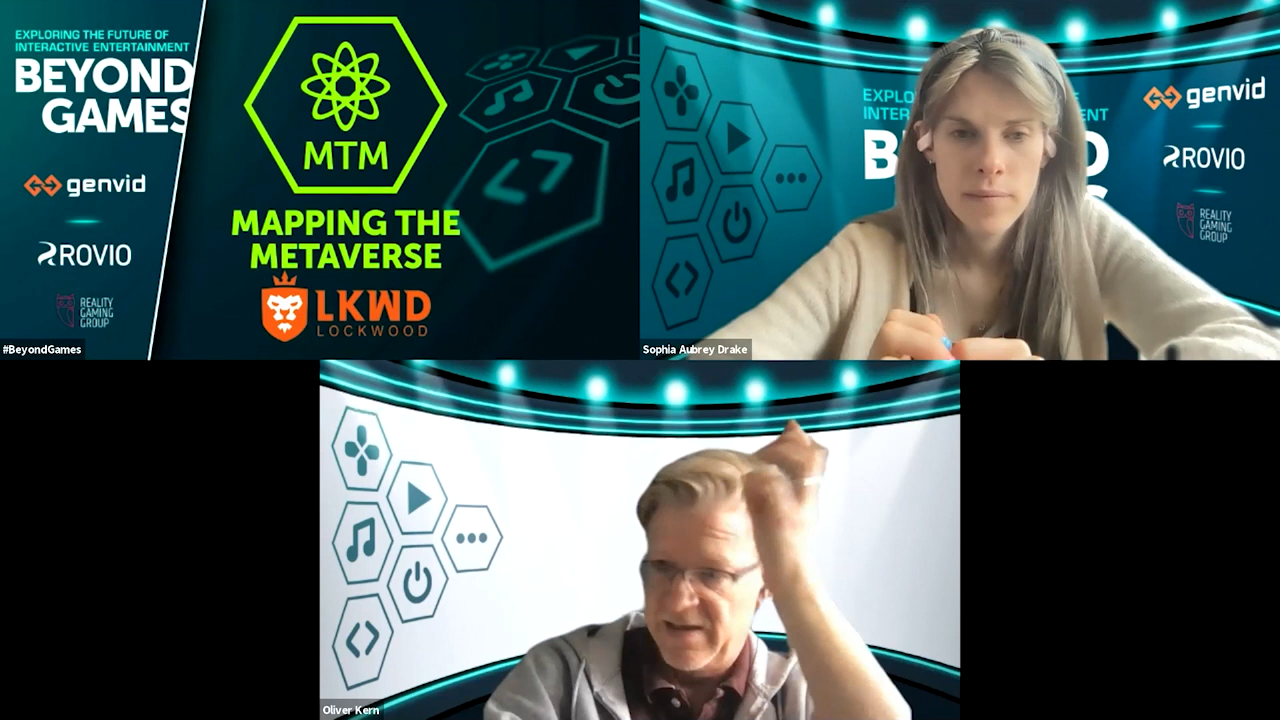 EXPLORING THE FUTURE OF
INTERACTIVE ENTERTAINMENT
BEYOND
GAMES
genvid
ROVIO
REALITY
GAMING
GROUP
#BeyondGames
MTM
MAPPING THE
METAVERSE
LKWD
LOCKWOOD
EXPLO
INTER
ENT
B
D
genvid
ROVIO
REALITY
GAMING
GROUP
Sophia Aubrey Drake
Oliver Kern